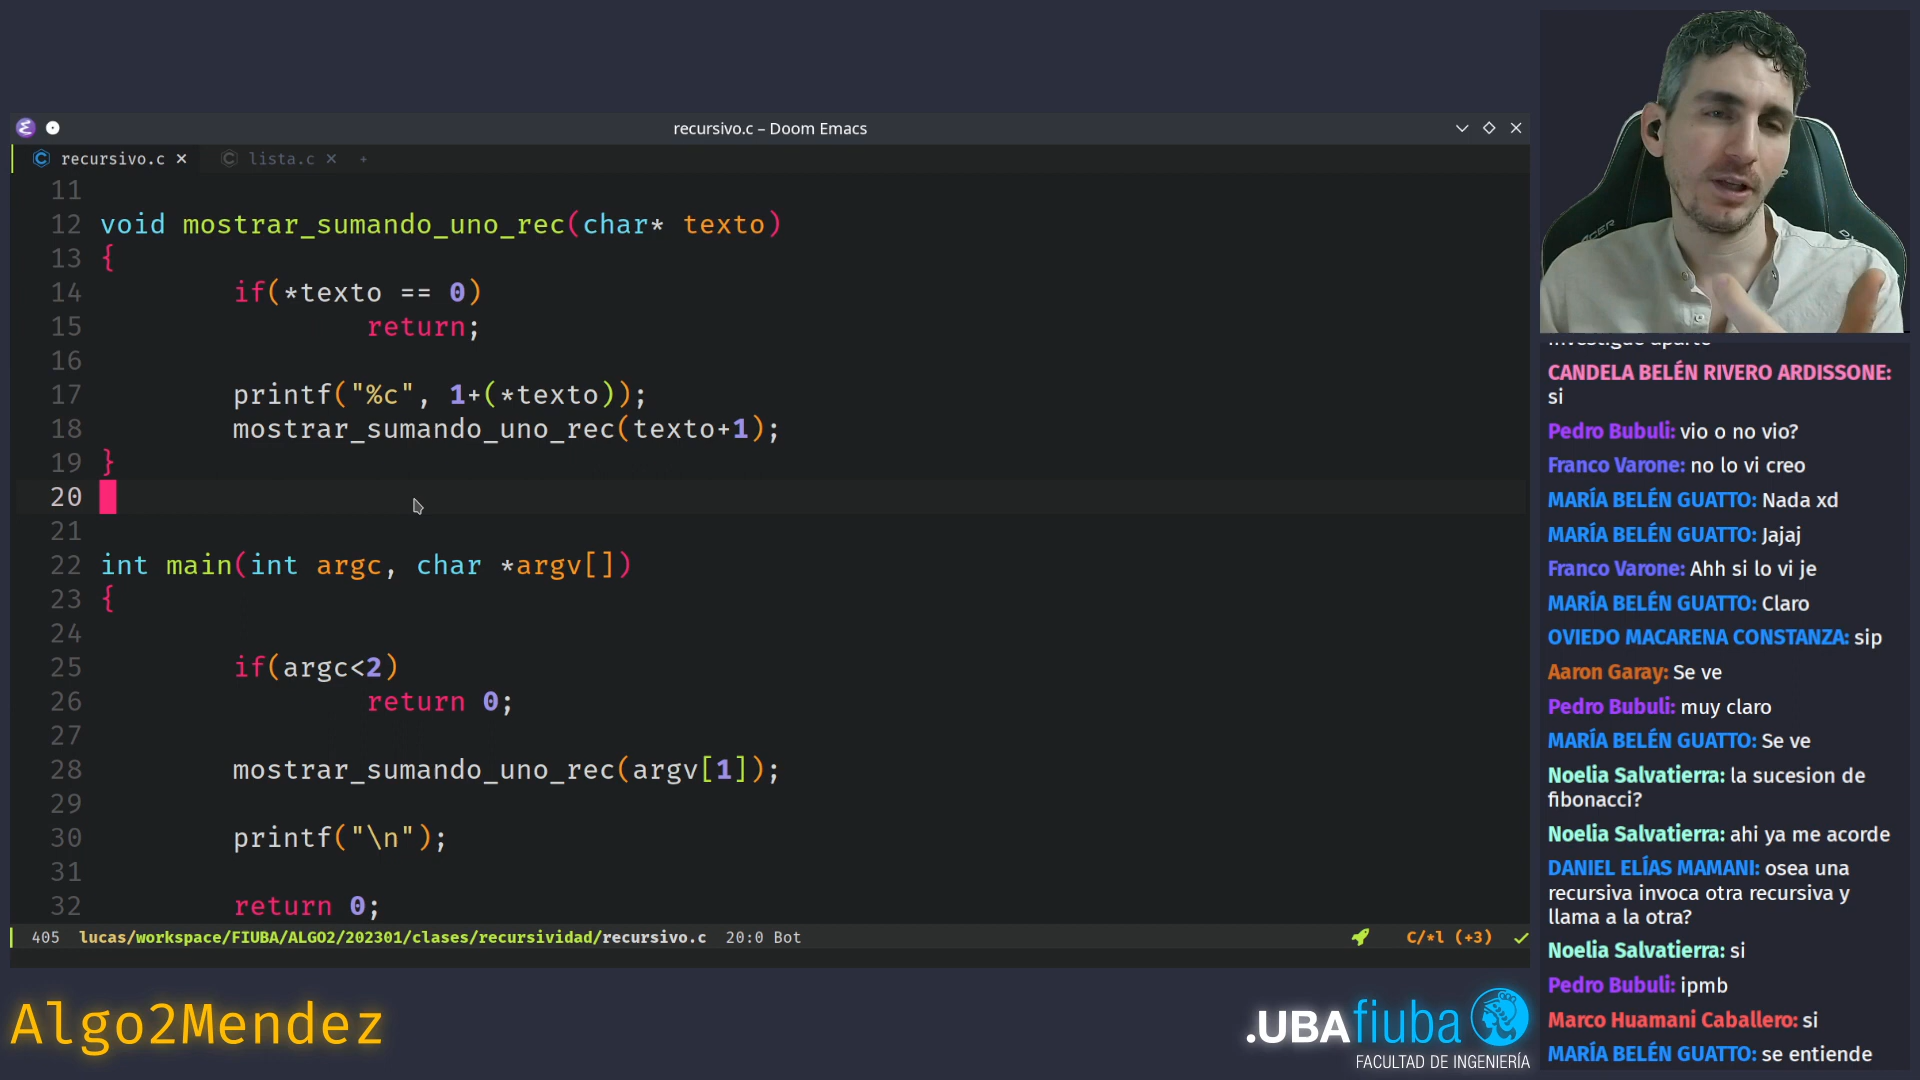 recursivo.c – Doom Emacs
recursivo.c × lista.c × +
11
12 void mostrar_sumando_uno_rec(char* texto)
13 {
14 if(*texto == 0)
15 return;
16
17 printf("%c", 1+(*texto));
18 mostrar_sumando_uno_rec(texto+1);
19 }
20
21
22 int main(int argc, char *argv[])
23 {
24
25 if(argc<2)
26 return 0;
27
28 mostrar_sumando_uno_rec(argv[1]);
29
30 printf("\n");
31
32 return 0;
405 lucas/workspace/FIUBA/ALGO2/202301/clases/recursividad/recursivo.c 20:0 Bot C/*l (+3)
Algo2Mendez
.UBAfiuba
FACULTAD DE INGENIERÍA
CANDELA BELÉN RIVERO ARDISSONE:
si
Pedro Bubuli: vio o no vio?
Franco Varone: no lo vi creo
MARÍA BELÉN GUATTO: Nada xd
MARÍA BELÉN GUATTO: Jajaj
Franco Varone: Ahh si lo vi je
MARÍA BELÉN GUATTO: Claro
OVIEDO MACARENA CONSTANZA: sip
Aaron Garay: Se ve
Pedro Bubuli: muy claro
MARÍA BELÉN GUATTO: Se ve
Noelia Salvatierra: la sucesion de
fibonacci?
Noelia Salvatierra: ahi ya me acorde
DANIEL ELÍAS MAMANI: osea una
recursiva invoca otra recursiva y
llama a la otra?
Noelia Salvatierra: si
Pedro Bubuli: ipmb
Marco Huamani Caballero: si
MARÍA BELÉN GUATTO: se entiende